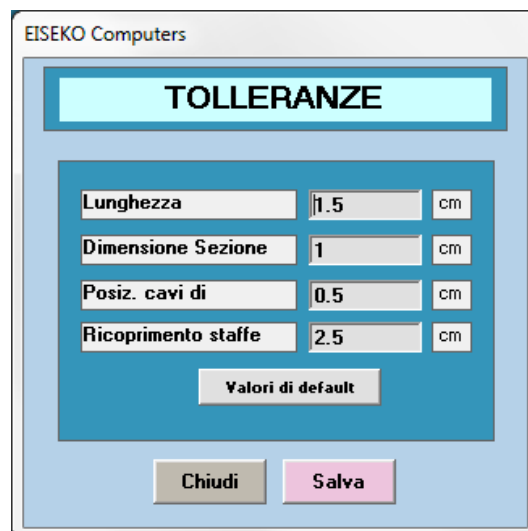 EISEKO Computers
TOLLERANZE
Lunghezza 1.5 cm
Dimensione Sezione 1 cm
Posiz. cavi di 0.5 cm
Ricoprimento staffe 2.5 cm
Valori di default
Chiudi Salva